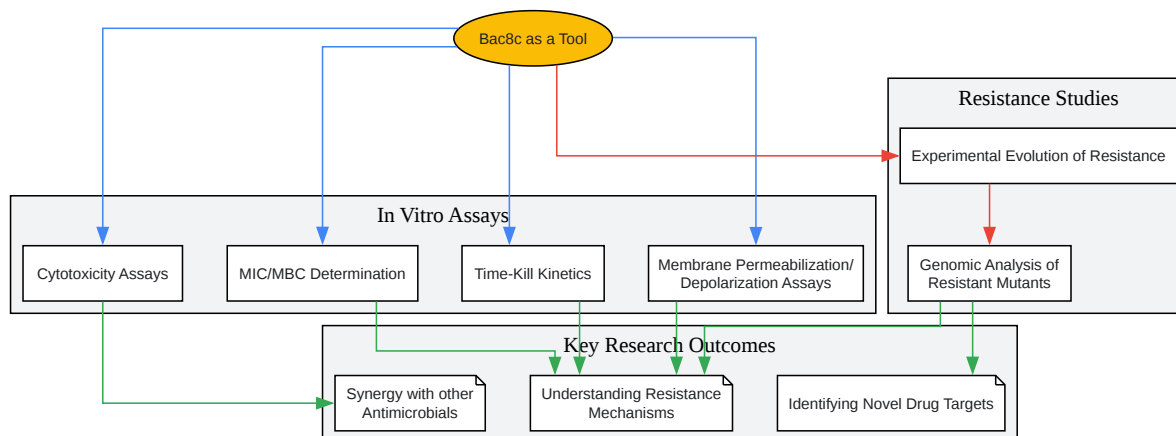 Bac8c as a Tool
Resistance Studies
Experimental Evolution of Resistance
In Vitro Assays
Cytotoxicity Assays
MIC/MBC Determination
Time-Kill Kinetics
Membrane Permeabilization/
Depolarization Assays
Genomic Analysis of
Resistant Mutants
Key Research Outcomes
Synergy with other
Antimicrobials
Understanding Resistance
Mechanisms
Identifying Novel Drug Targets